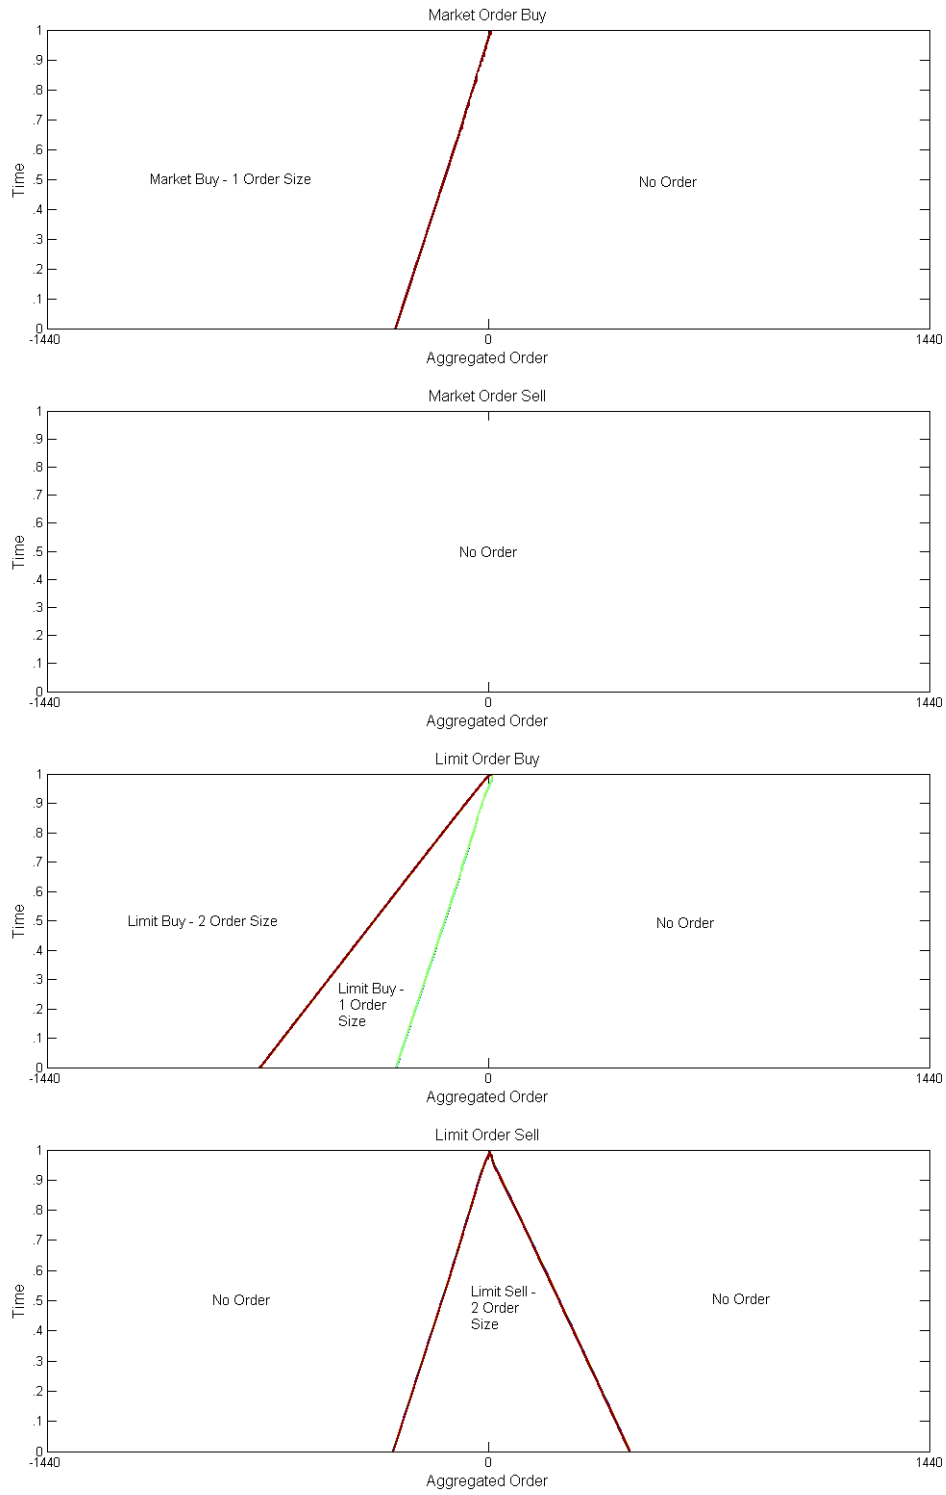 Market Order Buy
1
.9
.8
.7
.6
.5
.4
.3
.2
.1
0
Time
Market Buy - 1 Order Size
No Order
-1440
0
1440
Aggregated Order
Market Order Sell
1
.9
.8
.7
.6
.5
.4
.3
.2
.1
0
Time
No Order
-1440
0
1440
Aggregated Order
Limit Order Buy
1
.9
.8
.7
.6
.5
.4
.3
.2
.1
0
Time
Limit Buy - 2 Order Size
Limit Buy -
1 Order
Size
No Order
-1440
0
1440
Aggregated Order
Limit Order Sell
1
.9
.8
.7
.6
.5
.4
.3
.2
.1
0
Time
No Order
Limit Sell -
2 Order
Size
No Order
-1440
0
1440
Aggregated Order